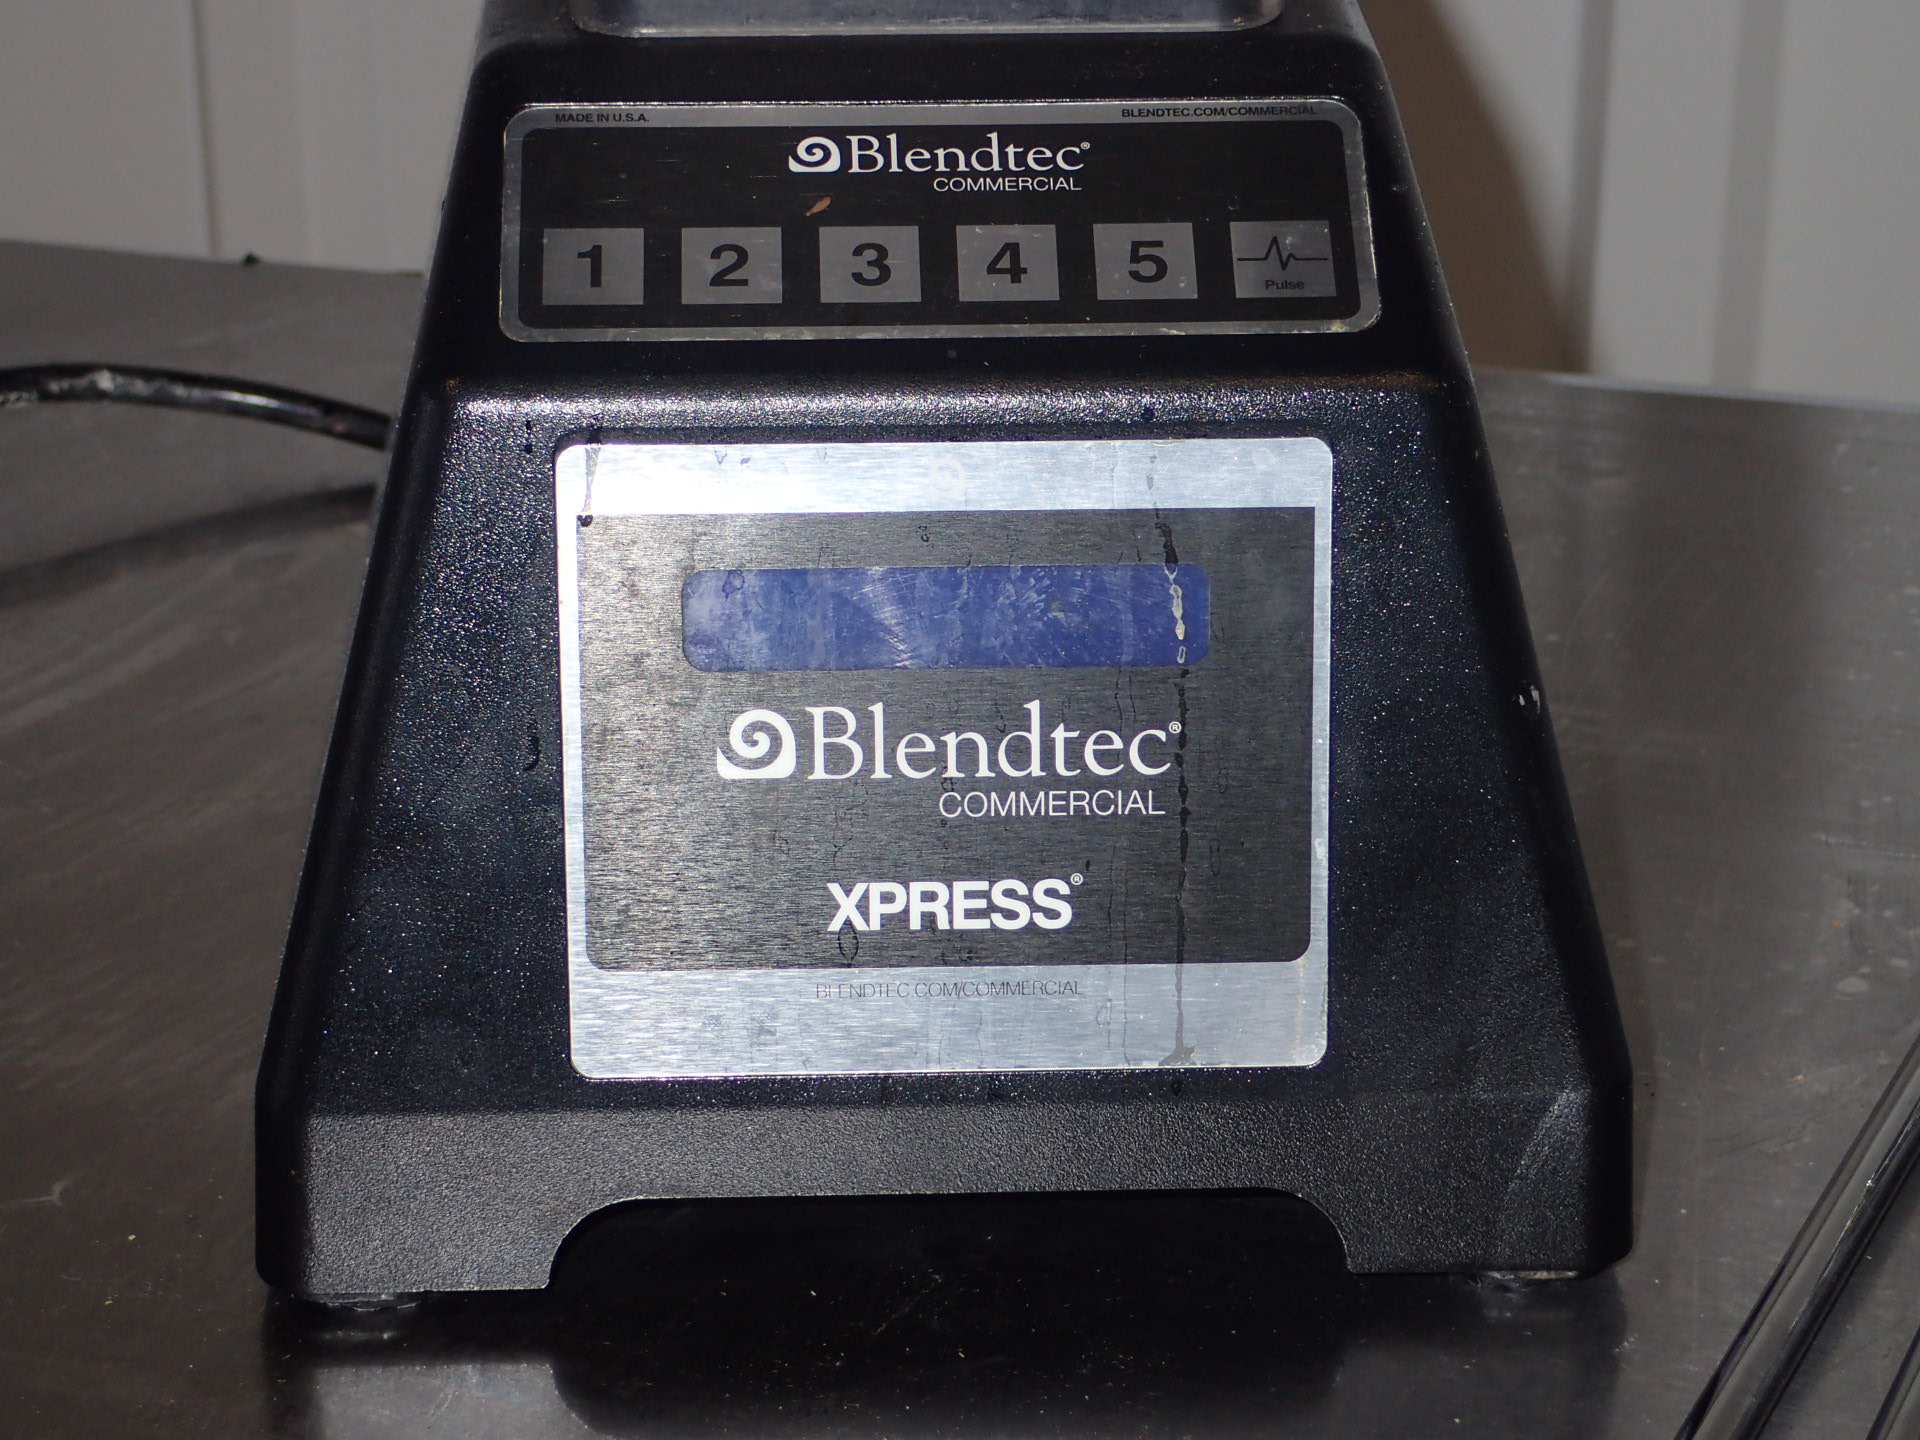 MADE IN U.S.A.
BLENDTEC.COM/COMMERCIAL
Blendtec®
COMMERCIAL
1 2 3 4 5
Pulse
Blendtec®
COMMERCIAL
XPRESS®
BLENDTEC.COM/COMMERCIAL